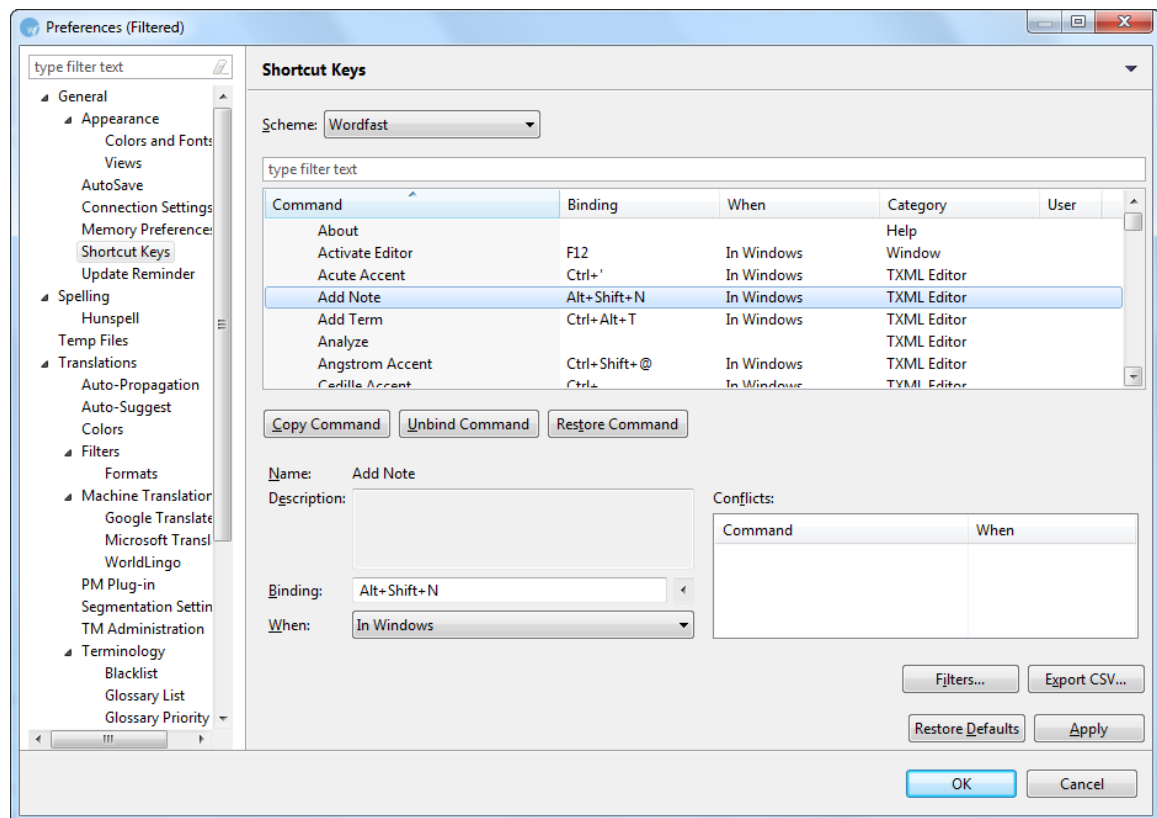 Preferences (Filtered)
type filter text
General
Appearance
Colors and Fonts
Views
AutoSave
Connection Settings
Memory Preferences
Shortcut Keys
Update Reminder
Spelling
Hunspell
Temp Files
Translations
Auto-Propagation
Auto-Suggest
Colors
Filters
Formats
Machine Translation
Google Translate
Microsoft Transl
WorldLingo
PM Plug-in
Segmentation Settin
TM Administration
Terminology
Blacklist
Glossary List
Glossary Priority
Shortcut Keys
Scheme: Wordfast
type filter text
Command Binding When Category User
About Help
Activate Editor F12 In Windows Window
Acute Accent Ctrl+' In Windows TXML Editor
Add Note Alt+Shift+N In Windows TXML Editor
Add Term Ctrl+Alt+T In Windows TXML Editor
Analyze TXML Editor
Angstrom Accent Ctrl+Shift+@ In Windows TXML Editor
Cedille Accent Ctrl+ In Windows TXML Editor
Copy Command Unbind Command Restore Command
Name: Add Note
Description:
Binding: Alt+Shift+N
When: In Windows
Conflicts:
Command When
Filters... Export CSV...
Restore Defaults Apply
OK Cancel